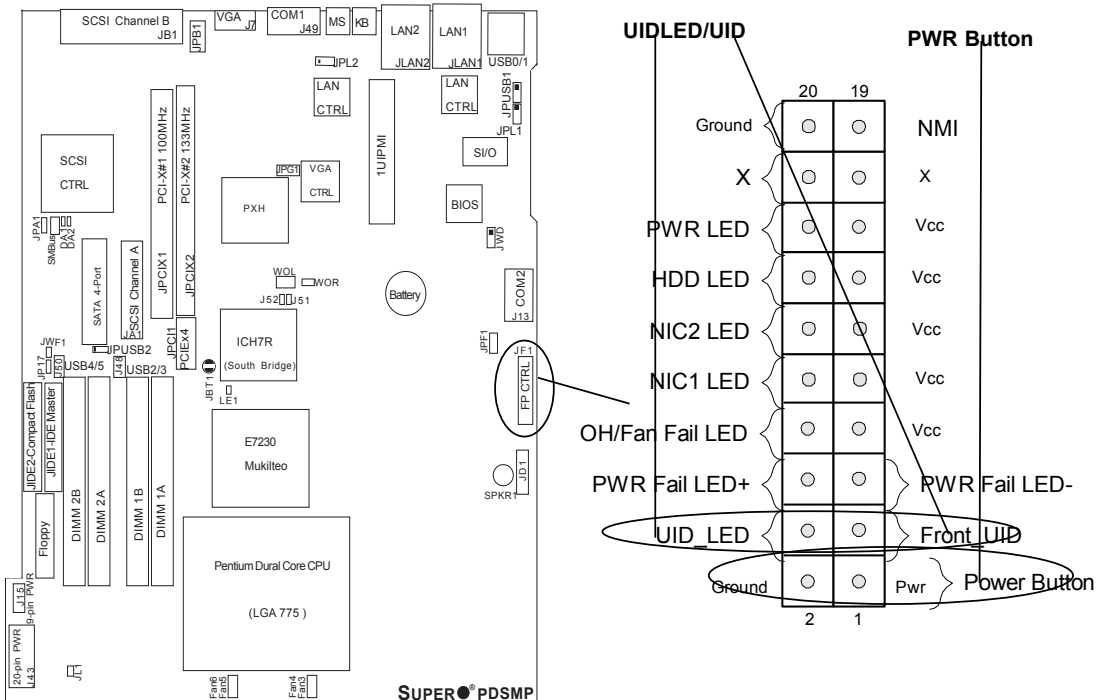 SCSI Channel B
JB1
JPB1
VGA
J7
COM1
J49
MS
KB
LAN2
JLAN2
LAN1
JLAN1
USB0/1
JPL2
LAN
CTRL
LAN
CTRL
JPUSB1
JPL1
SCSI
CTRL
PCI-X#1 100MHz
PCI-X#2 133MHz
JPCIX1
JPCIX2
1UIPMI
SI/O
JPG1
VGA
CTRL
PXH
BIOS
JWD
JPA1
SMBus
DA1
DA2
SATA 4-Port
SCSI Channel A
JA1
WOL
WOR
J52
J51
Battery
COM2
J13
JPF1
JF1
FP CTRL
JPCI1
PCIEx4
ICH7R
(South Bridge)
JWF1
JP17
J50
JPUSB2
USB4/5
J48
USB2/3
JBT1
LE1
JIDE2-Compact Flash
JIDE1-IDE Master
E7230
Mukilteo
JD1
SPKR1
Floppy
DIMM 2B
DIMM 2A
DIMM 1B
DIMM 1A
Pentium Dural Core CPU
(LGA 775 )
J15
9-pin PWR
20-pin PWR
J43
JL1
Fan6
Fan5
Fan4
Fan3
SUPER ® PDSMP
UIDLED/UID
PWR Button
20 19
Ground NMI
X X
PWR LED Vcc
HDD LED Vcc
NIC2 LED Vcc
NIC1 LED Vcc
OH/Fan Fail LED Vcc
PWR Fail LED+ PWR Fail LED-
UID_LED Front_UID
Ground Pwr Power Button
2 1